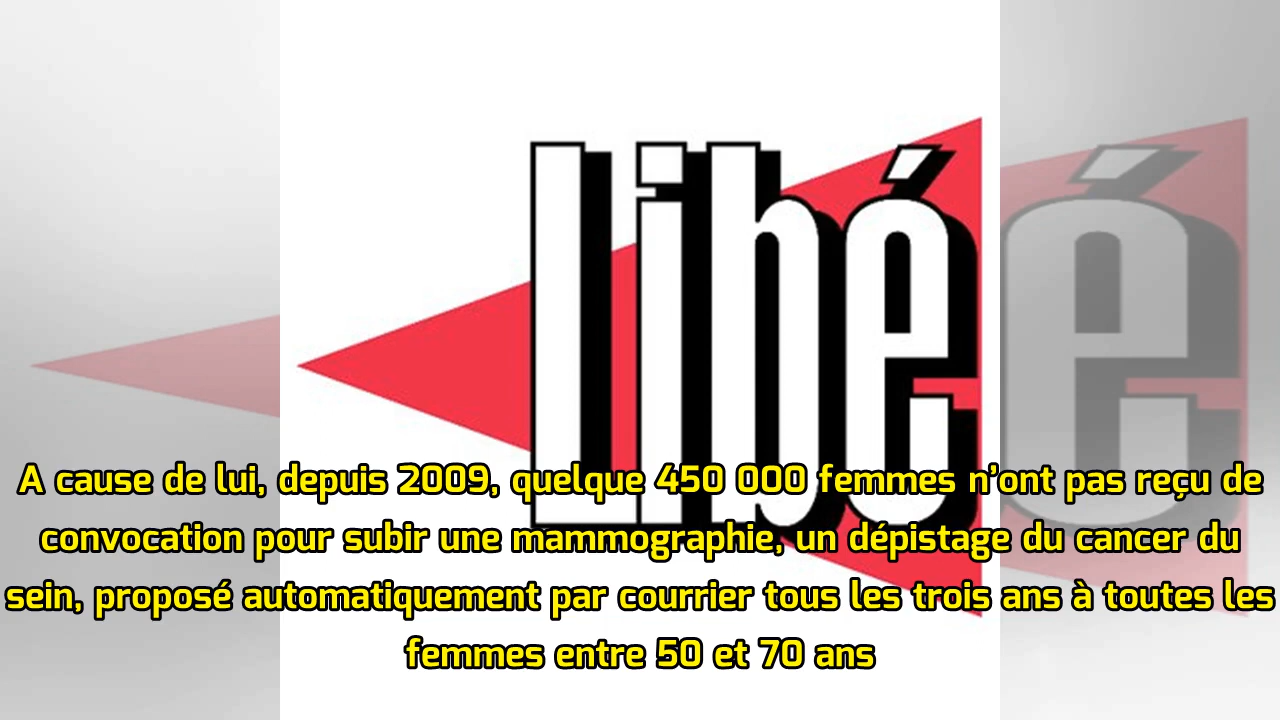 Libé
é
A cause de lui, depuis 2009, quelque 450 000 femmes n’ont pas reçu de
convocation pour subir une mammographie, un dépistage du cancer du
sein, proposé automatiquement par courrier tous les trois ans à toutes les
femmes entre 50 et 70 ans